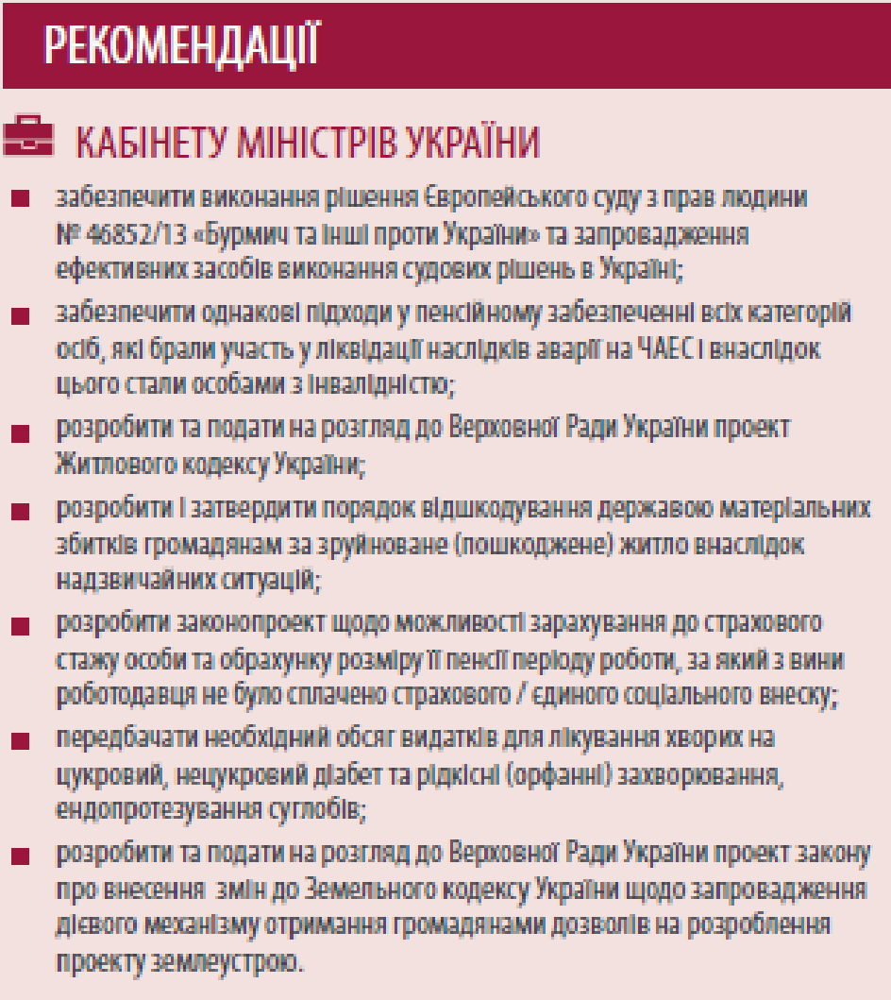 РЕКОМЕНДАЦІЇ
КАБІНЕТУ МІНІСТРІВ УКРАЇНИ
забезпечити виконання рішення Європейського суду з прав людини
№ 46852/13 «Бурмич та інші проти України» та запровадження
ефективних засобів виконання судових рішень в Україні;
забезпечити однакові підходи у пенсійному забезпеченні всіх категорій
осіб, які брали участь у ліквідації наслідків аварії на ЧАЕС і внаслідок
цього стали особами з інвалідністю;
розробити та подати на розгляд до Верховної Ради України проект
Житлового кодексу України;
розробити і затвердити порядок відшкодування державою матеріальних
збитків громадянам за зруйноване (пошкоджене) житло внаслідок
надзвичайних ситуацій;
розробити законопроект щодо можливості зарахування до страхового
стажу особи та обрахунку розміру її пенсії періоду роботи, за який з вини
роботодавця не було сплачено страхового / єдиного соціального внеску;
передбачати необхідний обсяг видатків для лікування хворих на
цукровий, нецукровий діабет та рідкісні (орфанні) захворювання,
ендопротезування суглобів;
розробити та подати на розгляд до Верховної Ради України проект закону
про внесення змін до Земельного кодексу України щодо запровадження
дієвого механізму отримання громадянами дозволів на розроблення
проекту землеустрою.